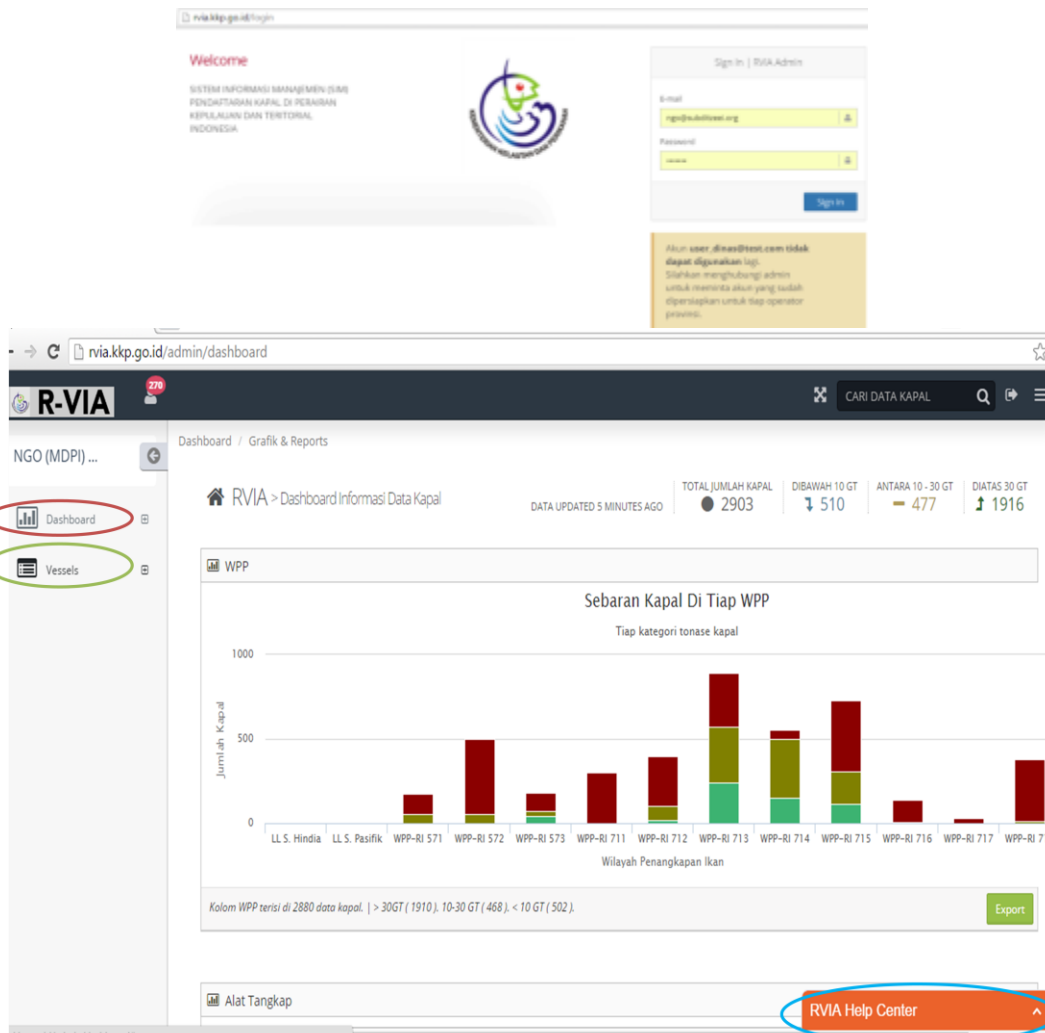 rvia.kkp.go.id/login
Welcome
SISTEM INFORMASI MANAJEMEN (SIM)
PENDAFTARAN KAPAL DI PERAIRAN
KEPULAUAN DAN TERITORIAL
INDONESIA
KEMENTERIAN KELAUTAN DAN PERIKANAN
Sign In | RVIA Admin
E-mail
Password
Sign In
Akun user_dinas@test.com tidak
dapat digunakan lagi.
Silahkan menghubungi admin
untuk meminta akun yang sudah
dipersiapkan untuk tiap operator
provinsi.
rvia.kkp.go.id/admin/dashboard
R-VIA
270
CARI DATA KAPAL
NGO (MDPI) ...
Dashboard / Grafik & Reports
Dashboard
Vessels
RVIA > Dashboard Informasi Data Kapal
DATA UPDATED 5 MINUTES AGO
TOTAL JUMLAH KAPAL
2903
DIBAWAH 10 GT
510
ANTARA 10 - 30 GT
477
DIATAS 30 GT
1916
WPP
Sebaran Kapal Di Tiap WPP
Tiap kategori tonase kapal
Jumlah Kapal
1000
500
0
LL S. Hindia LL S. Pasifik WPP-RI 571 WPP-RI 572 WPP-RI 573 WPP-RI 711 WPP-RI 712 WPP-RI 713 WPP-RI 714 WPP-RI 715 WPP-RI 716 WPP-RI 717 WPP-RI 7
Wilayah Penangkapan Ikan
Kolom WPP terisi di 2880 data kapal. | > 30GT ( 1910 ). 10-30 GT ( 468 ). < 10 GT ( 502 ).
Export
Alat Tangkap
RVIA Help Center